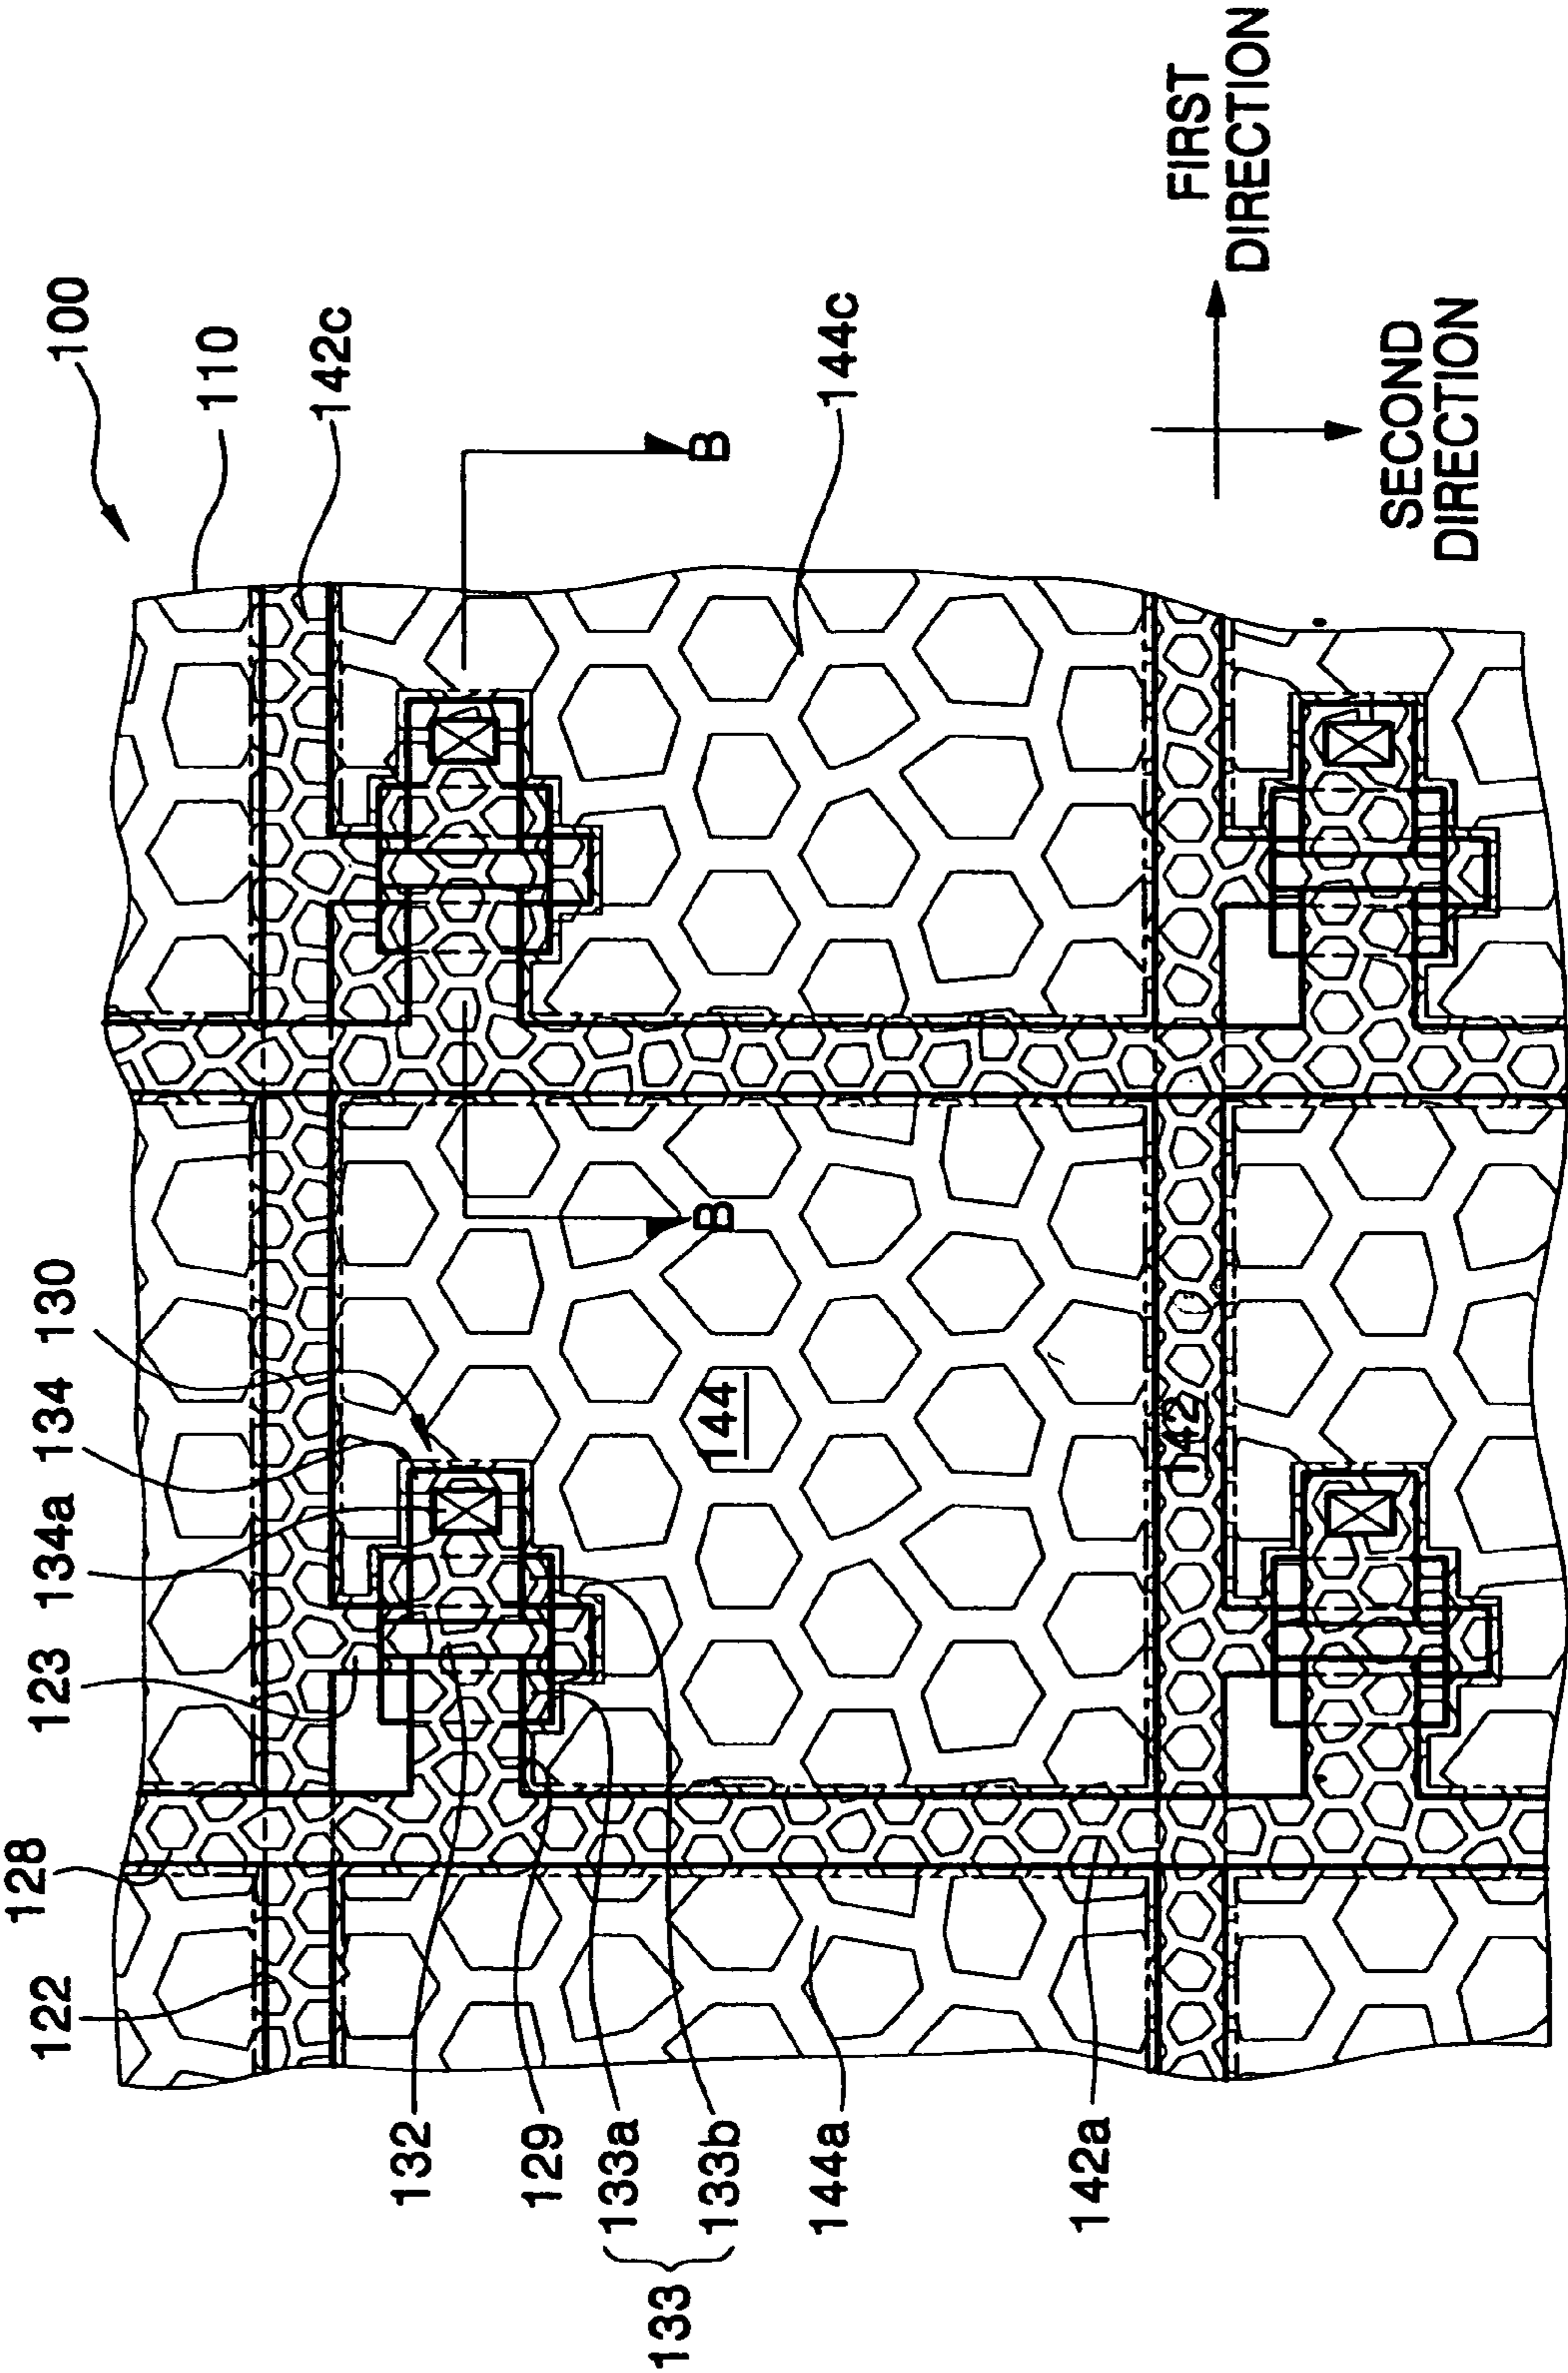 122
128
123
134a
134
130
100
110
142c
132
129
133
133a
133b
B
B
144
144a
144c
142
142a
FIRST
DIRECTION
SECOND
DIRECTION